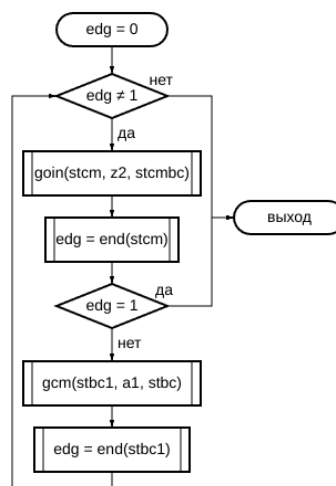 edg = 0
нет
edg ≠ 1
да
goin(stcm, z2, stcmbc)
выход
edg = end(stcm)
да
edg = 1
нет
gcm(stbc1, a1, stbc)
edg = end(stbc1)